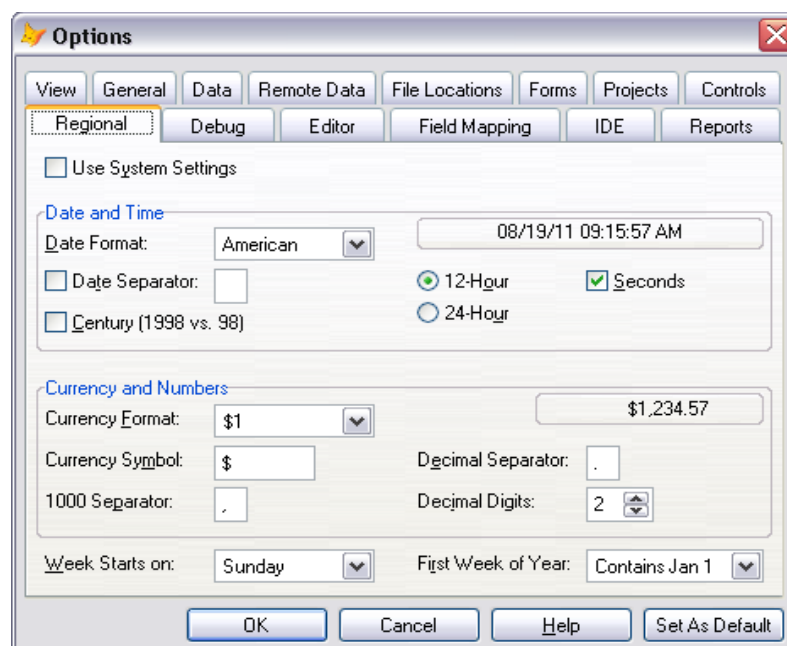 Options
View General Data Remote Data File Locations Forms Projects Controls
Regional Debug Editor Field Mapping IDE Reports
Use System Settings
Date and Time
Date Format: American 08/19/11 09:15:57 AM
Date Separator: 12-Hour Seconds
Century (1998 vs. 98) 24-Hour
Currency and Numbers
Currency Format: $1 $1,234.57
Currency Symbol: $ Decimal Separator: .
1000 Separator: , Decimal Digits: 2
Week Starts on: Sunday First Week of Year: Contains Jan 1
OK Cancel Help Set As Default